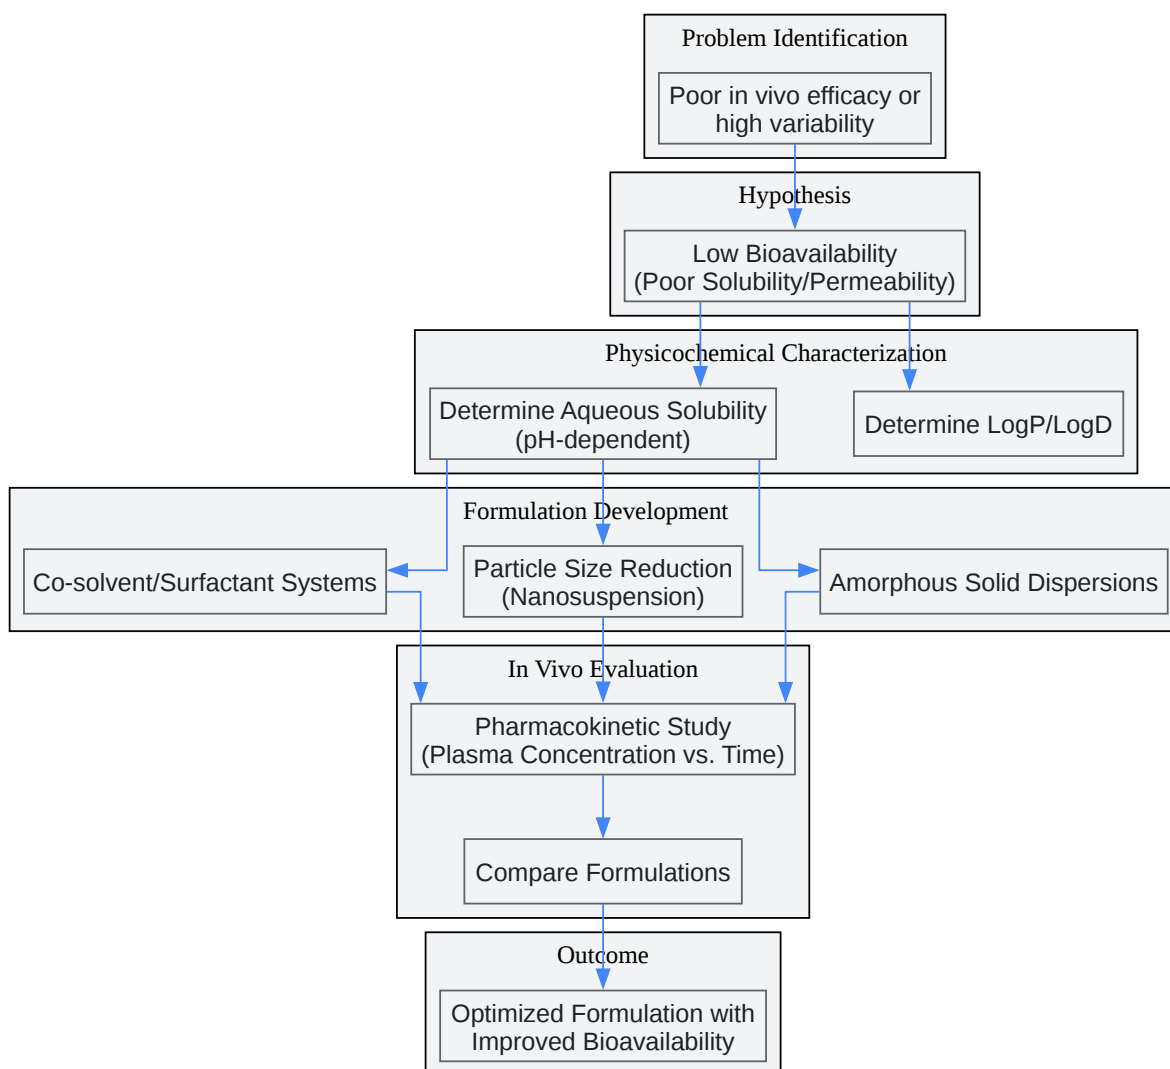 Problem Identification
Poor in vivo efficacy or
high variability
Hypothesis
Low Bioavailability
(Poor Solubility/Permeability)
Physicochemical Characterization
Determine Aqueous Solubility
(pH-dependent)
Determine LogP/LogD
Formulation Development
Co-solvent/Surfactant Systems
Particle Size Reduction
(Nanosuspension)
Amorphous Solid Dispersions
In Vivo Evaluation
Pharmacokinetic Study
(Plasma Concentration vs. Time)
Compare Formulations
Outcome
Optimized Formulation with
Improved Bioavailability